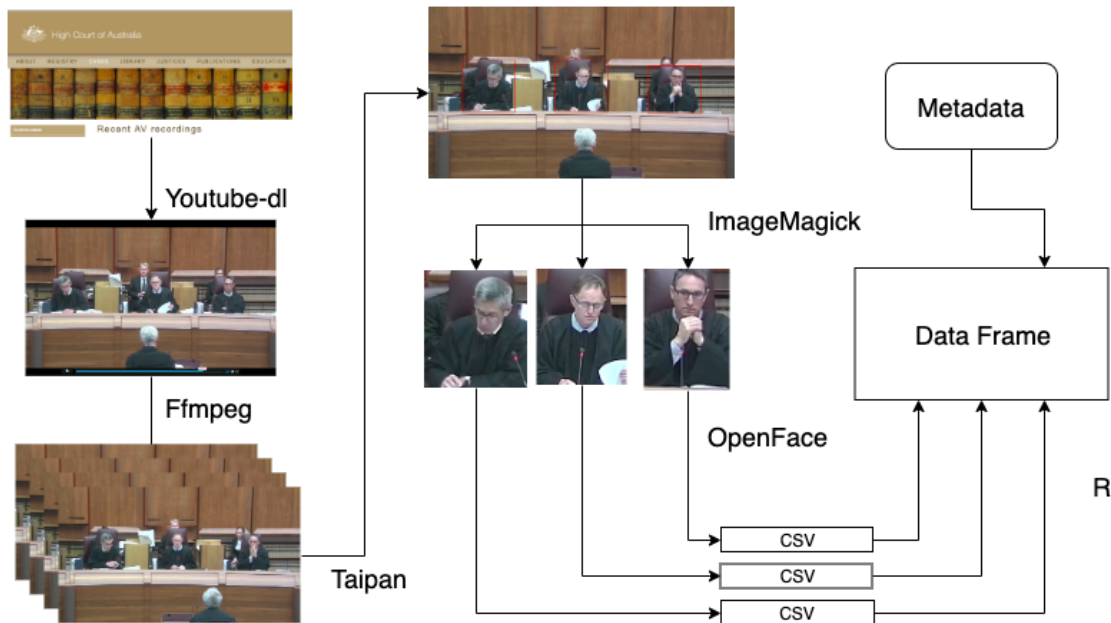 High Court of Australia
ABOUT REGISTRY CASES LIBRARY JUSTICES PUBLICATIONS EDUCATION
Recent AV recordings
Youtube-dl
Ffmpeg
Taipan
ImageMagick
OpenFace
CSV
CSV
CSV
Metadata
Data Frame
R